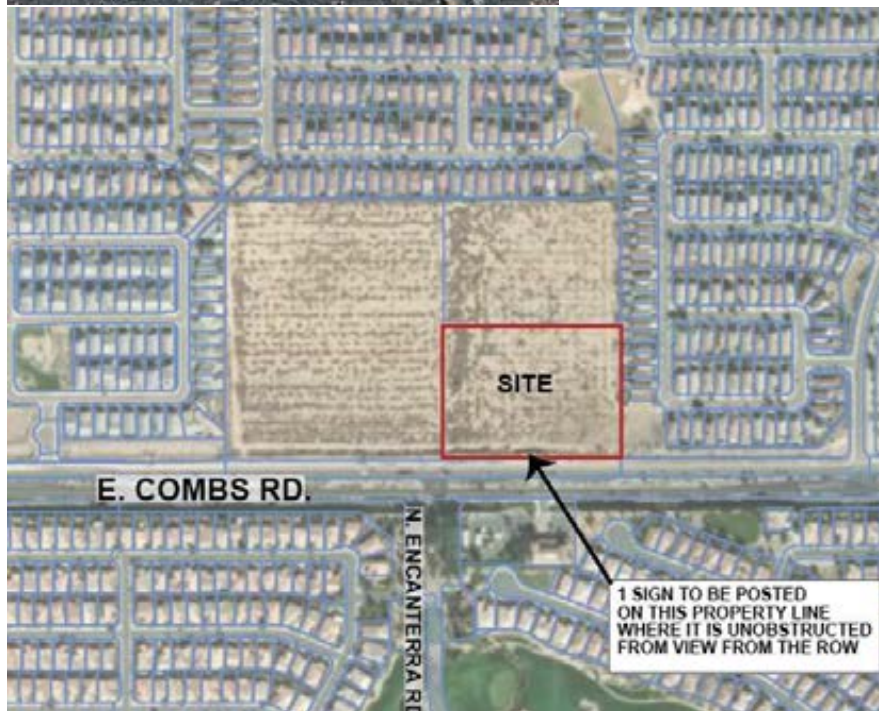 SITE
E. COMBS RD.
N. ENCANTERRA RD
1 SIGN TO BE POSTED
ON THIS PROPERTY LINE
WHERE IT IS UNOBSTRUCTED
FROM VIEW FROM THE ROW